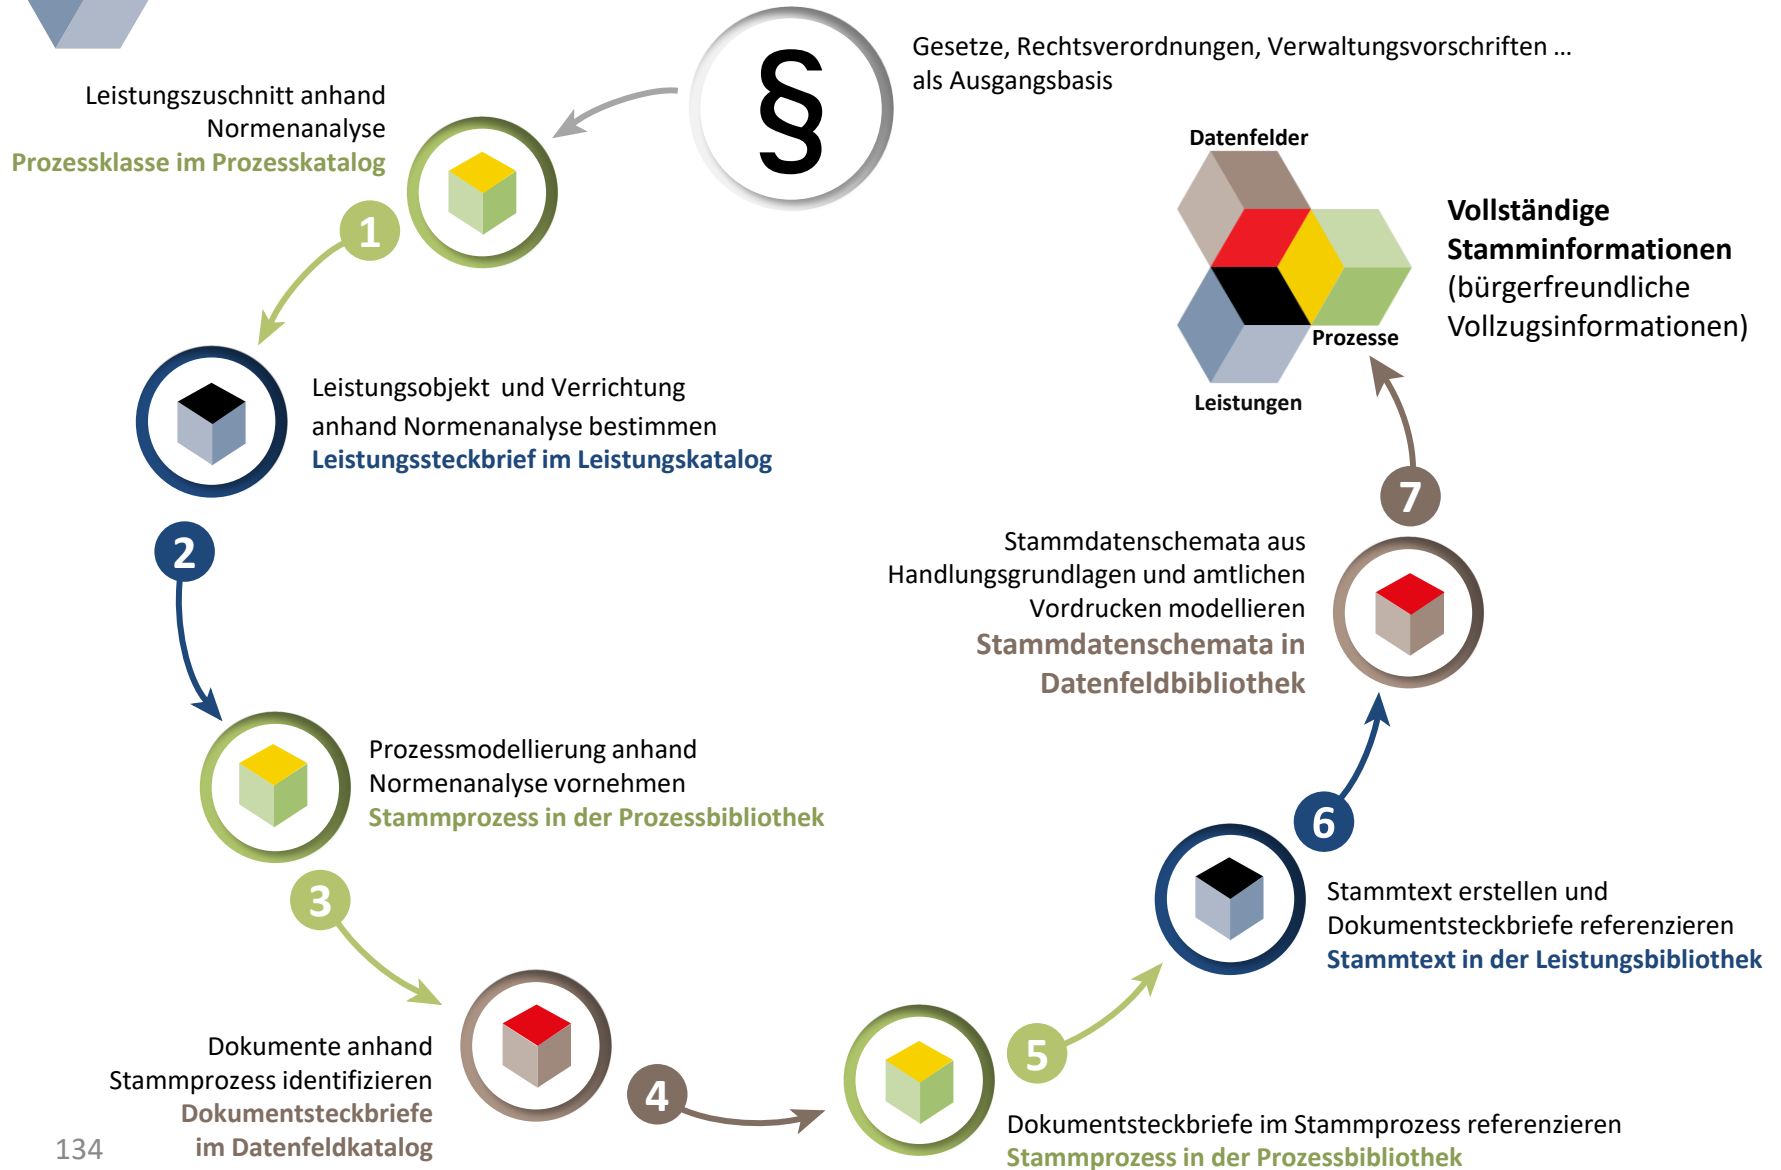 §
Gesetze, Rechtsverordnungen, Verwaltungsvorschriften ...
als Ausgangsbasis
Leistungszuschnitt anhand
Normenanalyse
Prozessklasse im Prozesskatalog
1
Leistungsobjekt und Verrichtung
anhand Normenanalyse bestimmen
Leistungssteckbrief im Leistungskatalog
2
Prozessmodellierung anhand
Normenanalyse vornehmen
Stammprozess in der Prozessbibliothek
3
Dokumente anhand
Stammprozess identifizieren
Dokumentsteckbriefe
im Datenfeldkatalog
4
Dokumentsteckbriefe im Stammprozess referenzieren
Stammprozess in der Prozessbibliothek
5
Stammtext erstellen und
Dokumentsteckbriefe referenzieren
Stammtext in der Leistungsbibliothek
6
Stammdatenschemata aus
Handlungsgrundlagen und amtlichen
Vordrucken modellieren
Stammdatenschemata in
Datenfeldbibliothek
7
Datenfelder
Prozesse
Leistungen
Vollständige
Stamminformationen
(bürgerfreundliche
Vollzugsinformationen)
134